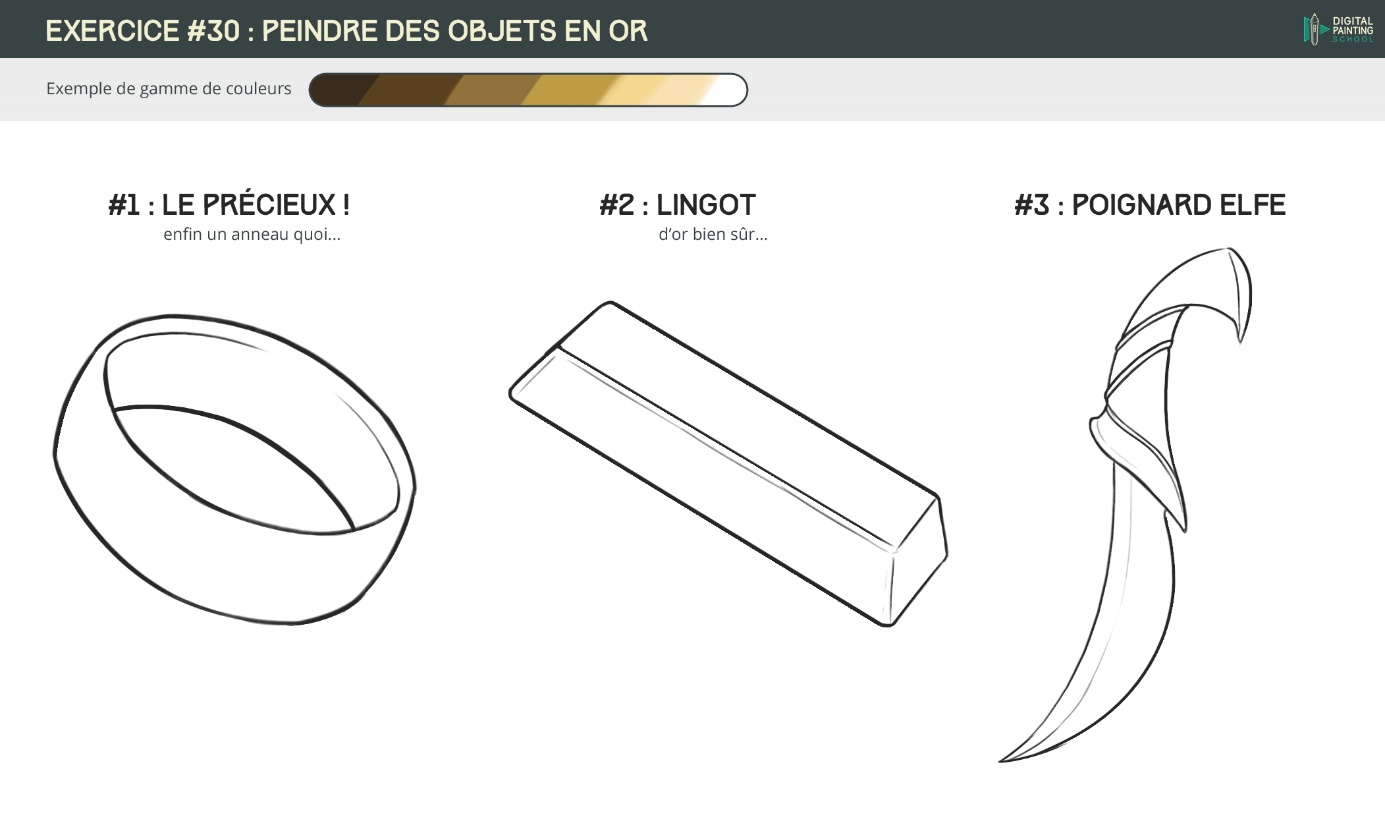 EXERCICE #30 : PEINDRE DES OBJETS EN OR
DIGITAL
PAINTING
SCHOOL
Exemple de gamme de couleurs
#1 : LE PRÉCIEUX !
enfin un anneau quoi...
#2 : LINGOT
d'or bien sûr...
#3 : POIGNARD ELFE